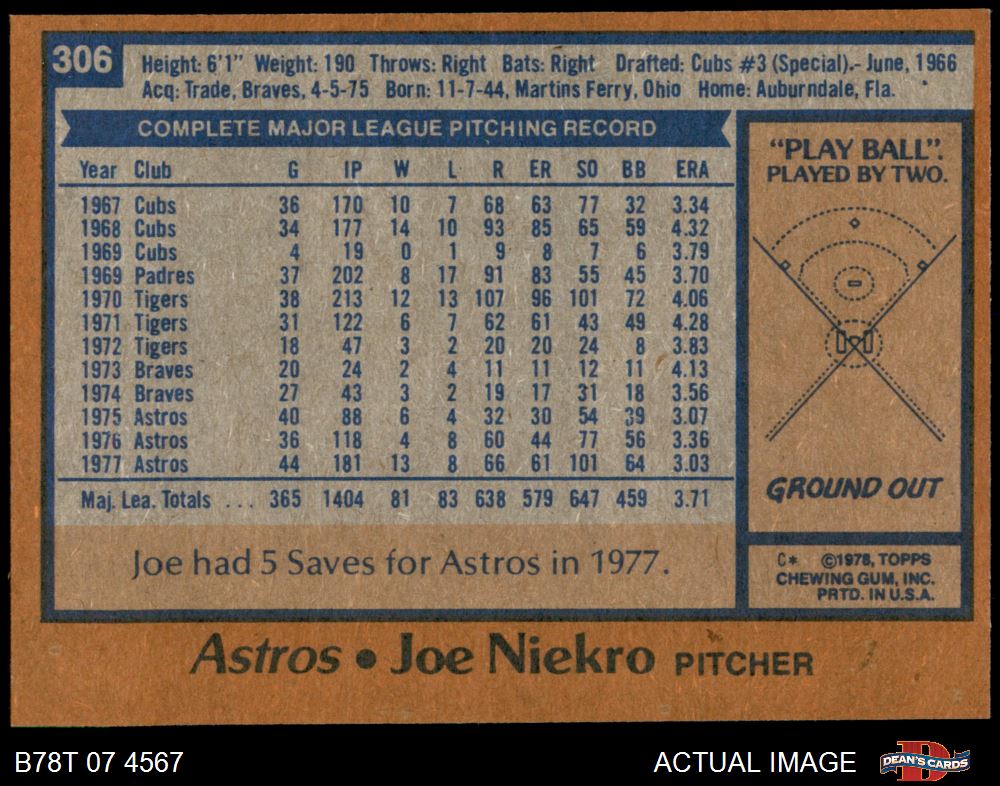 306
Height: 6'1" Weight: 190 Throws: Right Bats: Right Drafted: Cubs #3 (Special).- June, 1966
Acq: Trade, Braves, 4-5-75 Born: 11-7-44, Martins Ferry, Ohio Home: Auburndale, Fla.
COMPLETE MAJOR LEAGUE PITCHING RECORD
Year Club G IP W L R ER SO BB ERA
1967 Cubs 36 170 10 7 68 63 77 32 3.34
1968 Cubs 34 177 14 10 93 85 65 59 4.32
1969 Cubs 4 19 0 1 9 8 7 6 3.79
1969 Padres 37 202 8 17 91 83 55 45 3.70
1970 Tigers 38 213 12 13 107 96 101 72 4.06
1971 Tigers 31 122 6 7 62 61 43 49 4.28
1972 Tigers 18 47 3 2 20 20 24 8 3.83
1973 Braves 20 24 2 4 11 11 12 11 4.13
1974 Braves 27 43 3 2 19 17 31 18 3.56
1975 Astros 40 88 6 4 32 30 54 39 3.07
1976 Astros 36 118 4 8 60 44 77 56 3.36
1977 Astros 44 181 13 8 66 61 101 64 3.03
Maj. Lea. Totals ... 365 1404 81 83 638 579 647 459 3.71
Joe had 5 Saves for Astros in 1977.
"PLAY BALL".
PLAYED BY TWO.
GROUND OUT
C* ©1978, TOPPS
CHEWING GUM, INC.
PRTD. IN U.S.A.
Astros • Joe Niekro PITCHER
B78T 07 4567
ACTUAL IMAGE
D
DEAN'S CARDS